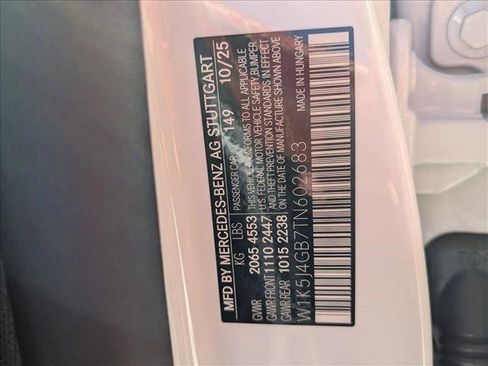 MFD BY MERCEDES-BENZ AG STUTTGART
PASSENGER CAR 149 10/25
KG LBS THIS VEHICLE CONFORMS TO ALL APPLICABLE
GVWR 2065 4553 U.S. FEDERAL MOTOR VEHICLE SAFETY, BUMPER
GAWR FRONT 1110 2447 AND THEFT PREVENTION STANDARDS IN EFFECT
GAWR REAR 1015 2238 ON THE DATE OF MANUFACTURE SHOWN ABOVE
MADE IN HUNGARY
W1K5J4GB7TN602683